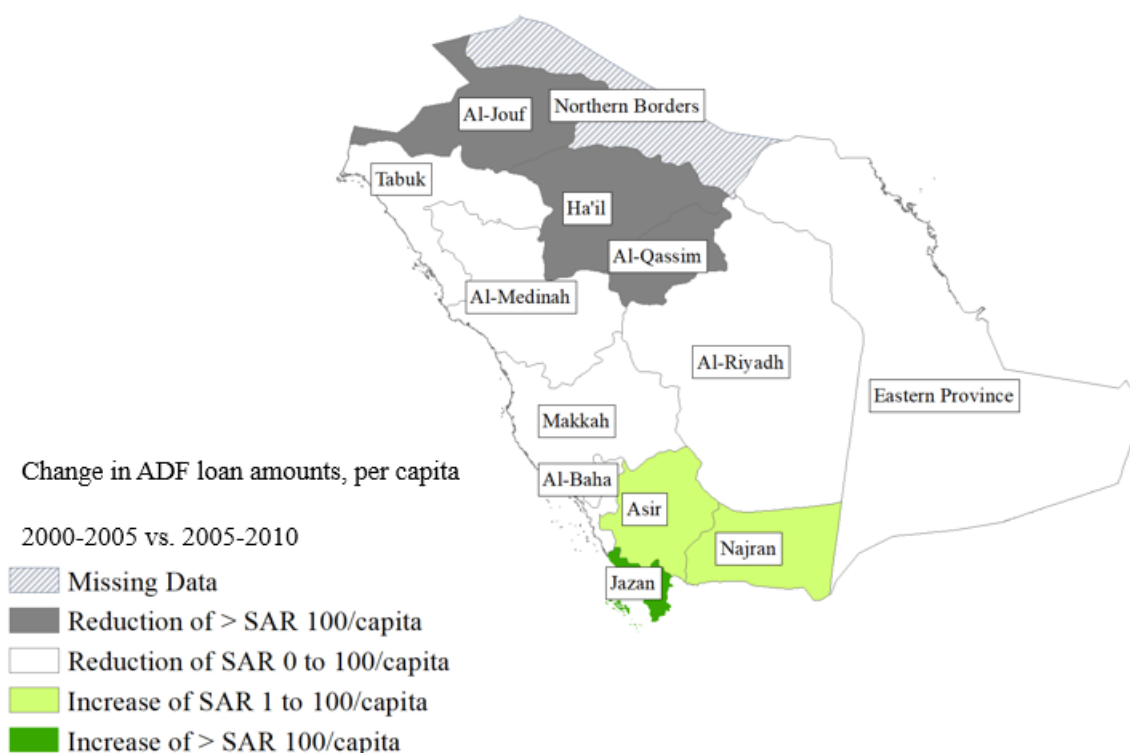 Northern Borders
Al-Jouf
Tabuk
Ha'il
Al-Qassim
Al-Medinah
Al-Riyadh
Eastern Province
Makkah
Al-Baha
Asir
Najran
Jazan
Change in ADF loan amounts, per capita
2000-2005 vs. 2005-2010
Missing Data
Reduction of > SAR 100/capita
Reduction of SAR 0 to 100/capita
Increase of SAR 1 to 100/capita
Increase of > SAR 100/capita